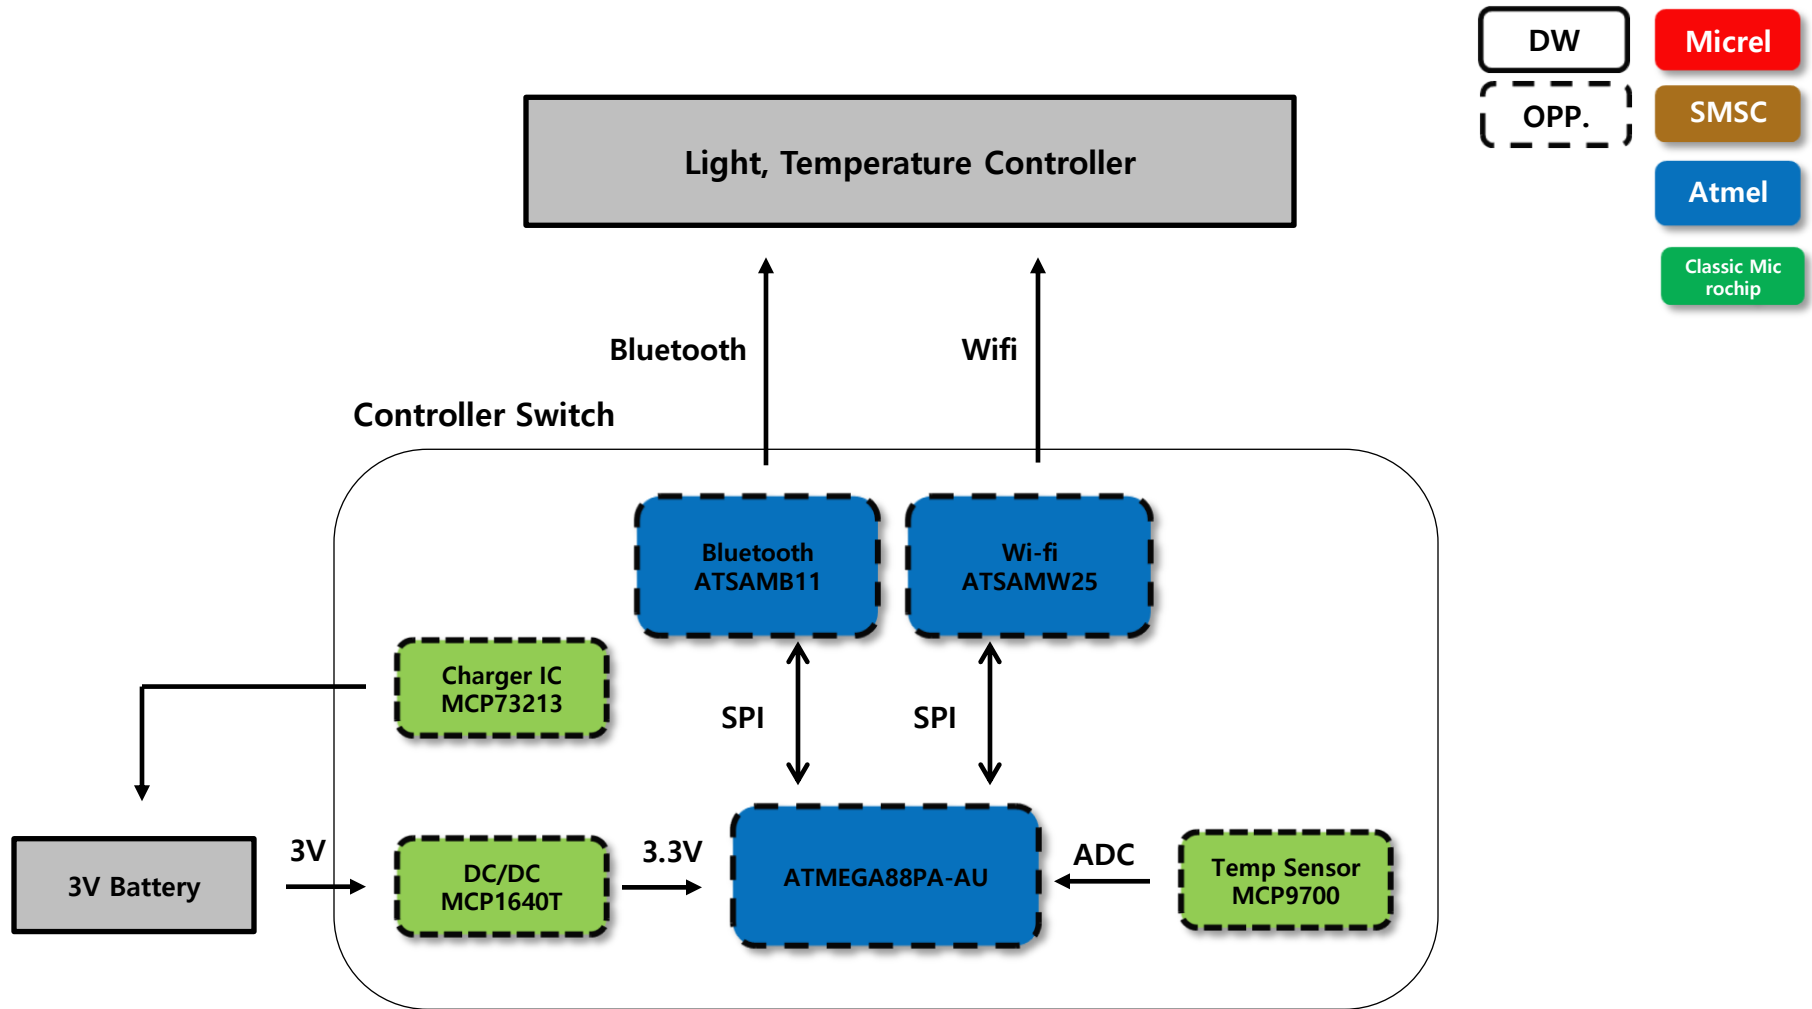 DW
Micrel
OPP.
SMSC
Atmel
Classic Mic
rochip
Light, Temperature Controller
Bluetooth
Wifi
Controller Switch
Bluetooth
ATSAMB11
Wi-fi
ATSAMW25
Charger IC
MCP73213
SPI
SPI
3V Battery
3V
DC/DC
MCP1640T
3.3V
ATMEGA88PA-AU
ADC
Temp Sensor
MCP9700